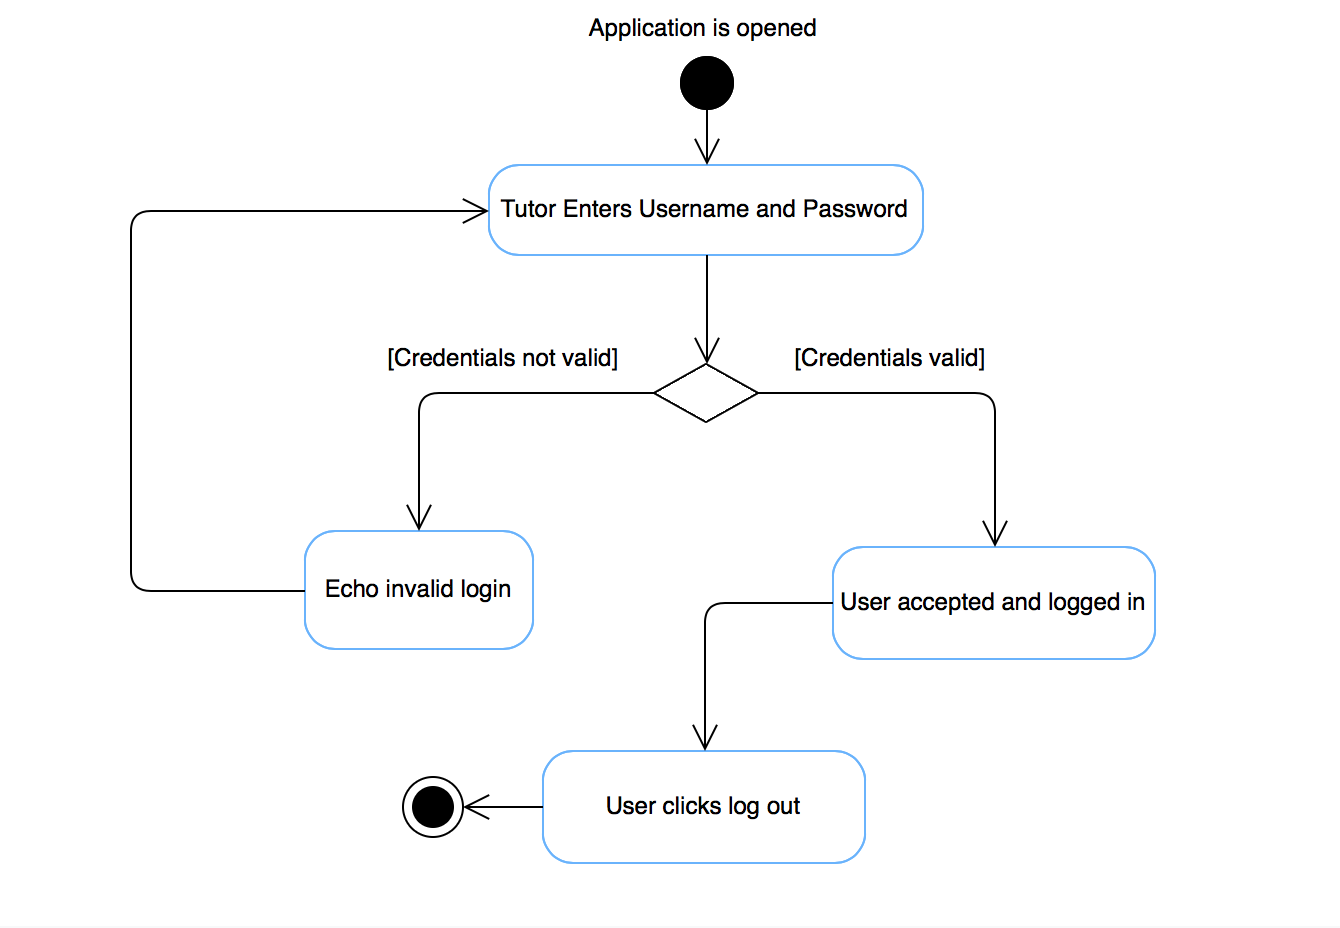 Application is opened
Tutor Enters Username and Password
[Credentials not valid]
[Credentials valid]
Echo invalid login
User accepted and logged in
User clicks log out